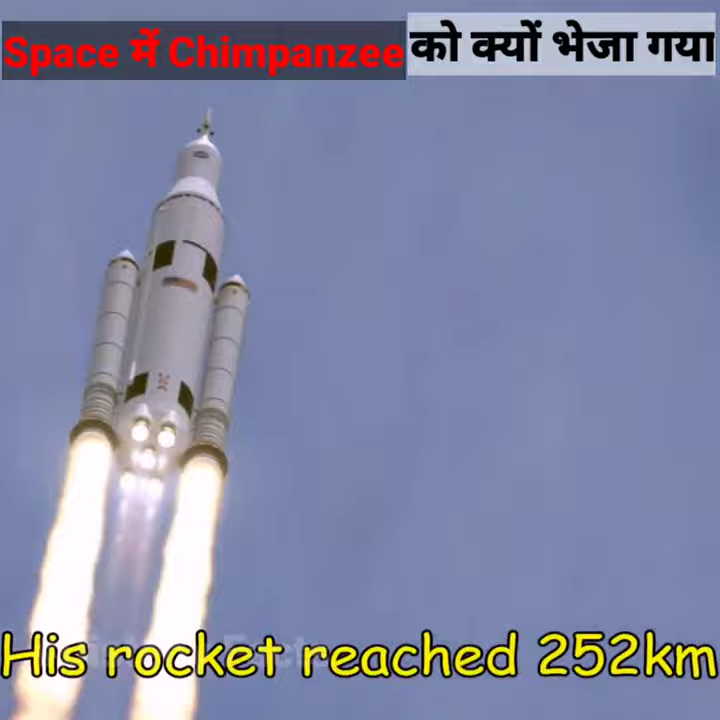 Space में Chimpanzee को क्यों भेजा गया
His rocket reached 252km